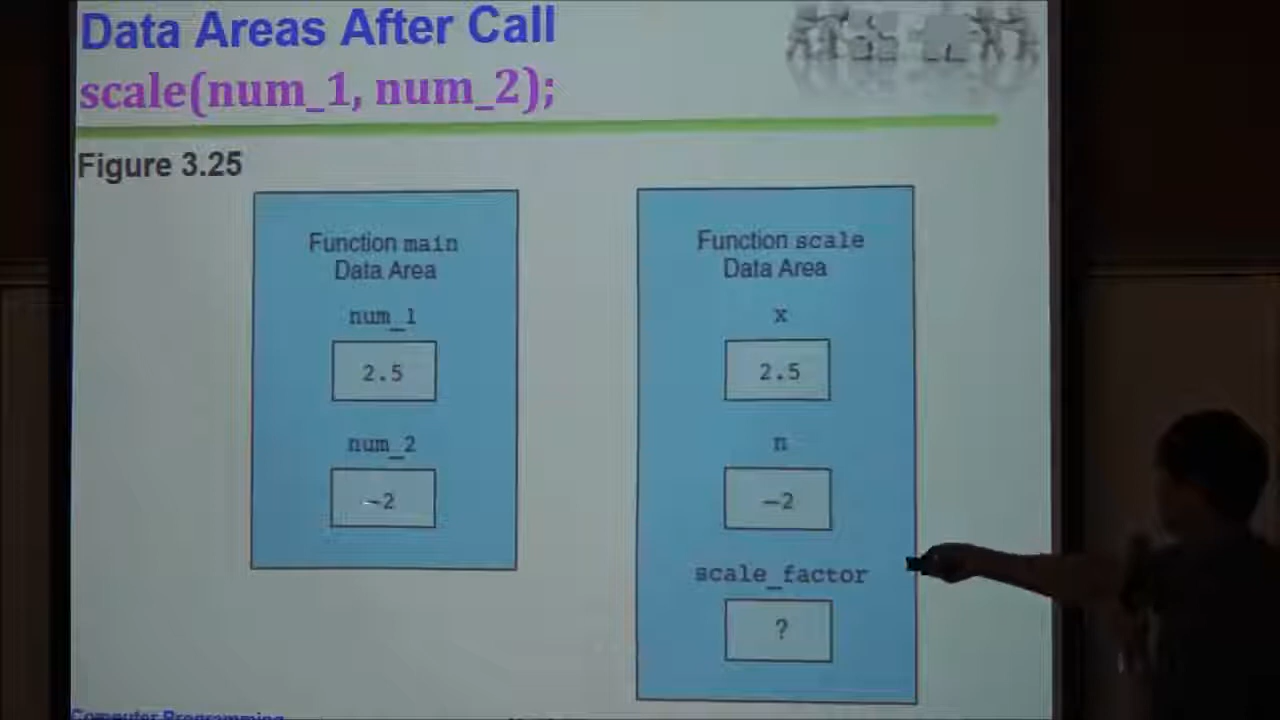 Data Areas After Call
scale(num_1, num_2);
Figure 3.25
Function main
Data Area
num_1
2.5
num_2
-2
Function scale
Data Area
x
2.5
n
-2
scale_factor
?
Computer Programming